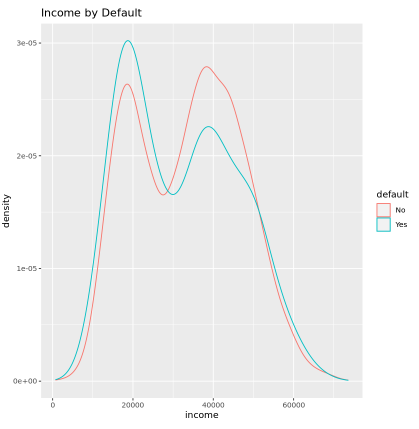 Income by Default
3e-05
2e-05
1e-05
0e+00
density
0
20000
40000
60000
income
default
No
Yes